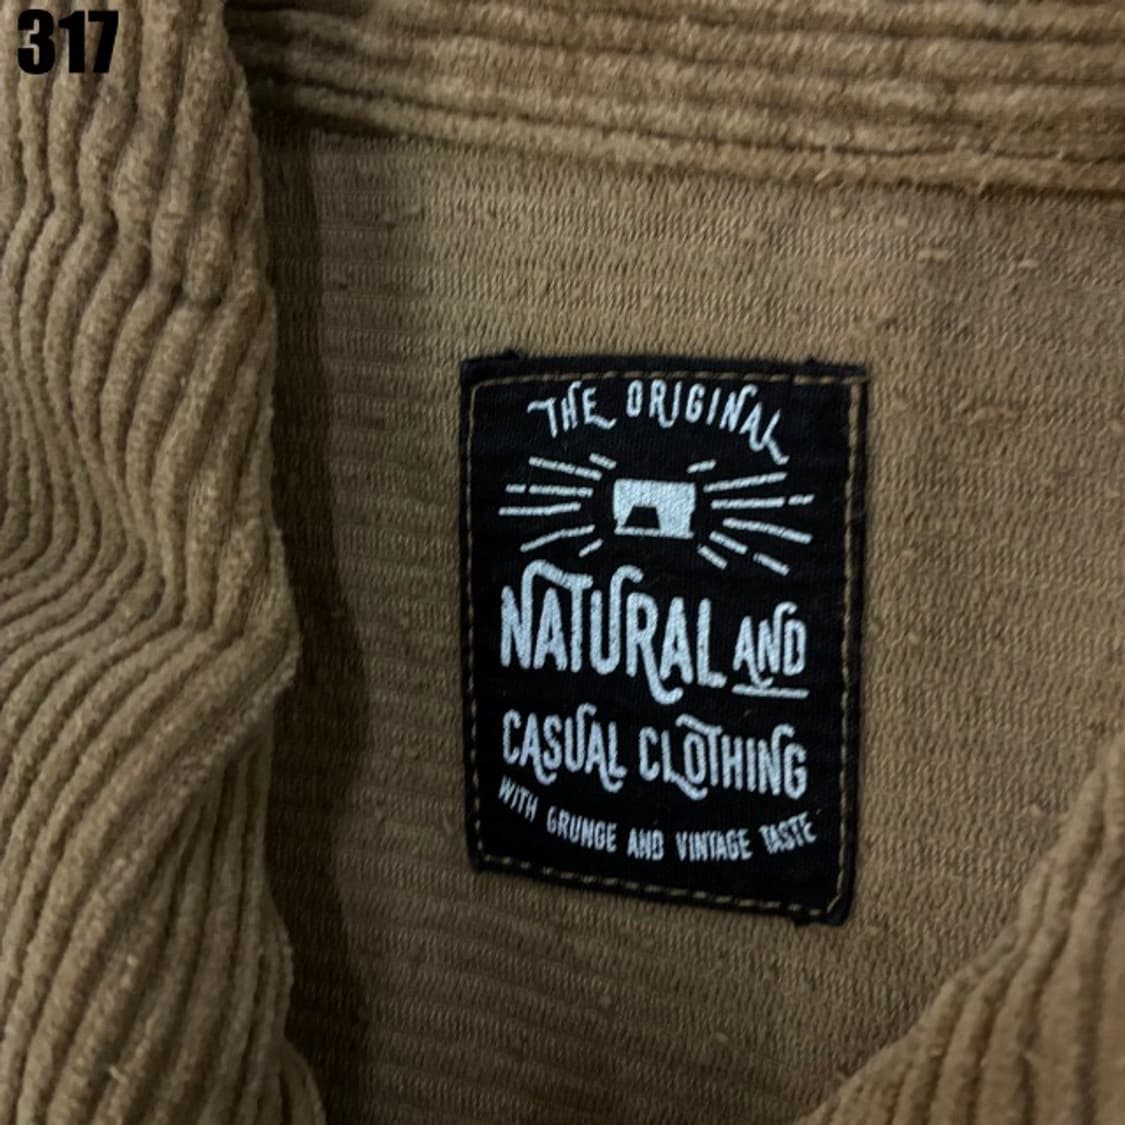 317
THE ORIGINAL
NATURAL AND
CASUAL CLOTHING
WITH GRUNGE AND VINTAGE TASTE